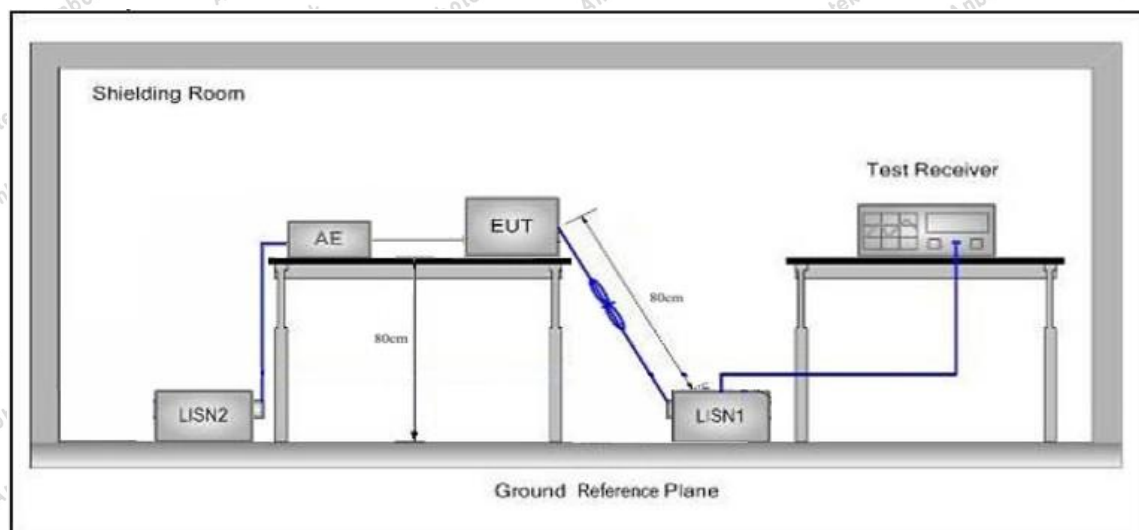 Shielding Room
Test Receiver
EUT
AE
80cm
80cm
LISN2
LISN1
Ground Reference Plane